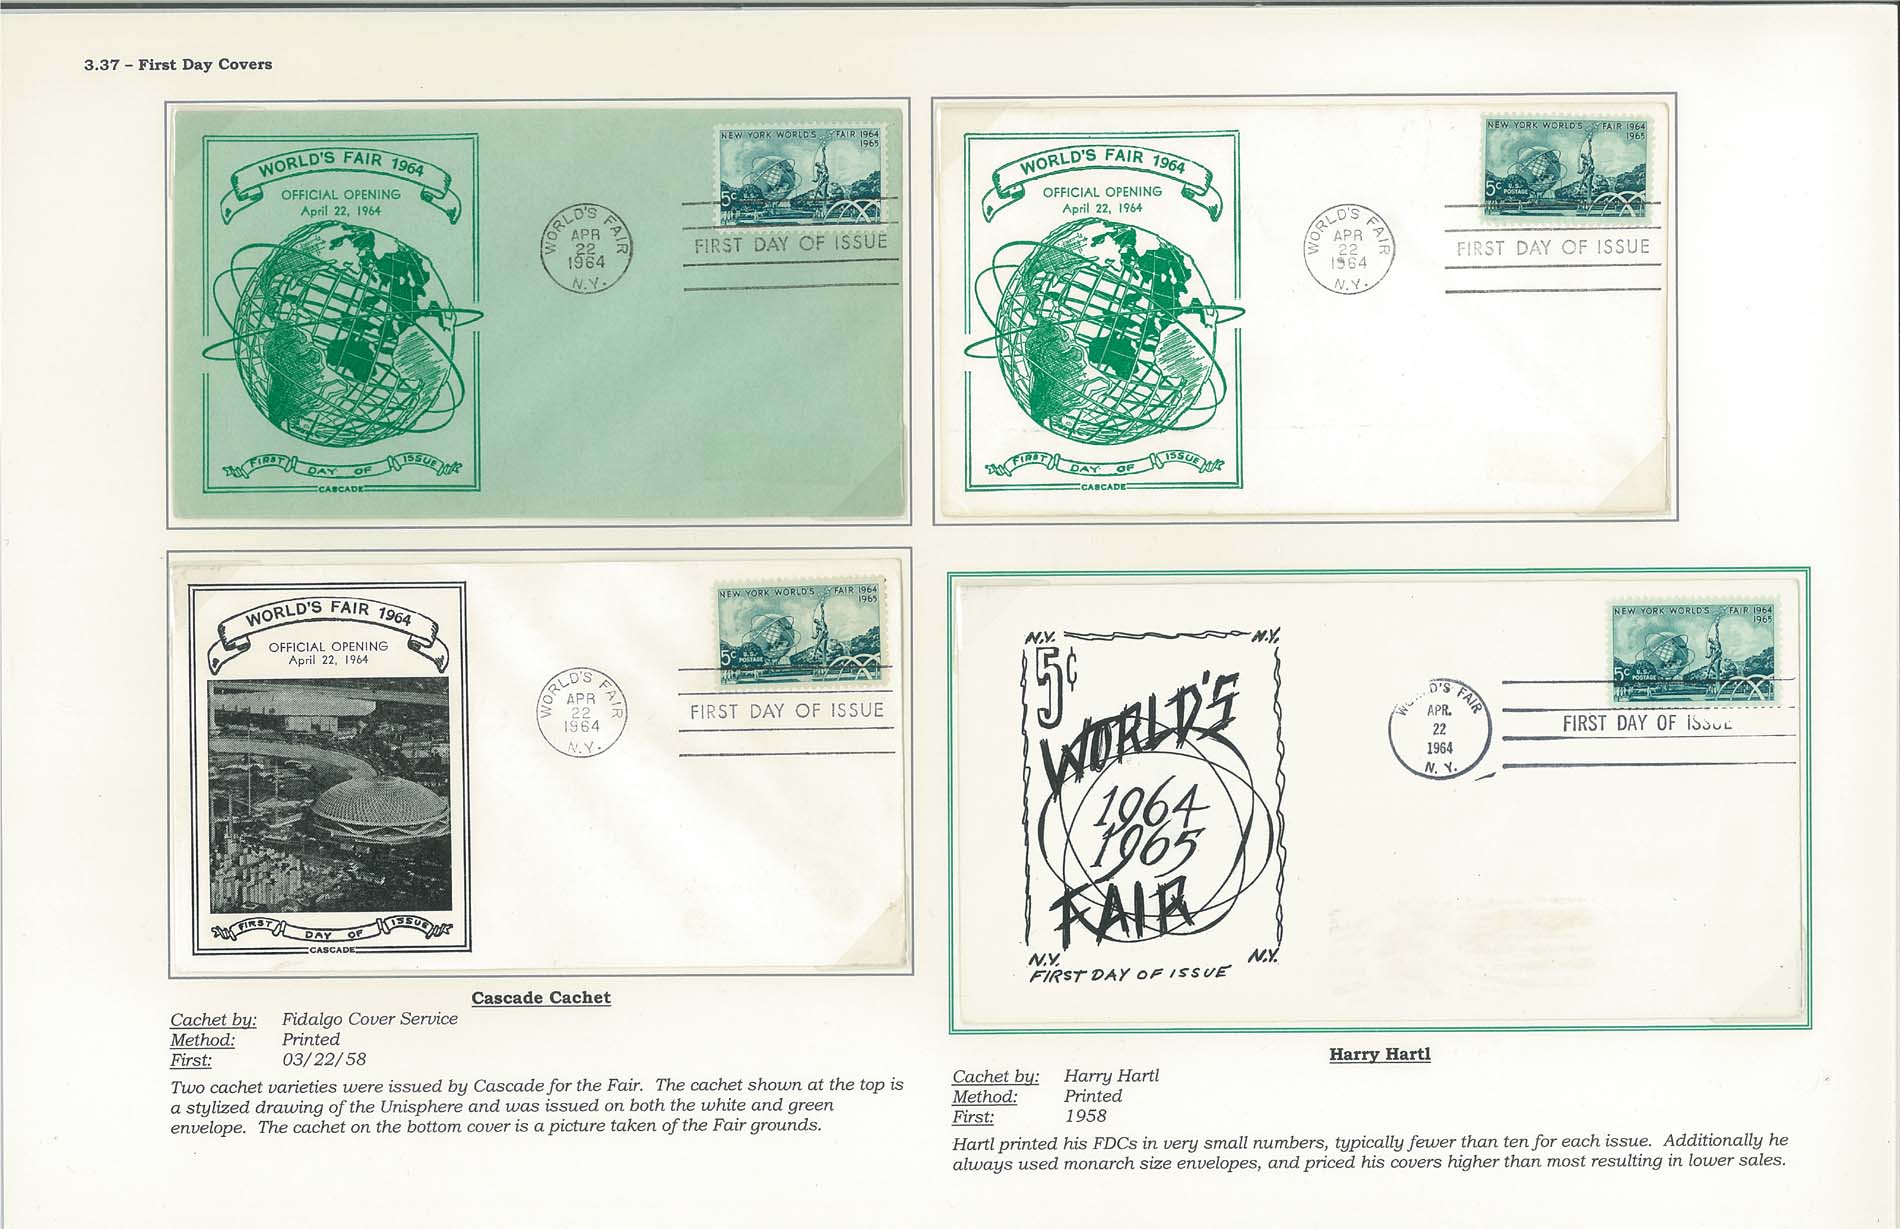 3.37 – First Day Covers
WORLD'S FAIR 1964
OFFICIAL OPENING
April 22, 1964
FIRST DAY OF ISSUE
CASCADE
WORLD'S FAIR
APR
22
1964
N.Y.
NEW YORK WORLD'S FAIR 1964
1965
5c
FIRST DAY OF ISSUE
WORLD'S FAIR 1964
OFFICIAL OPENING
April 22, 1964
FIRST DAY OF ISSUE
CASCADE
WORLD'S FAIR
APR
22
1964
N.Y.
NEW YORK WORLD'S FAIR 1964
1965
5c U.S.
POSTAGE
FIRST DAY OF ISSUE
WORLD'S FAIR 1964
OFFICIAL OPENING
April 22, 1964
FIRST DAY OF ISSUE
CASCADE
WORLD'S FAIR
APR
22
1964
N.Y.
NEW YORK WORLD'S FAIR 1964
1965
5c U.S.
POSTAGE
FIRST DAY OF ISSUE
N.Y. N.Y.
5¢
WORLD'S
1964
1965
FAIR
N.Y. N.Y.
FIRST DAY OF ISSUE
D'S FAIR
APR.
22
1964
N. Y.
NEW YORK WORLD'S FAIR 1964
1965
5c U.S.
POSTAGE
FIRST DAY OF ISSUE
Cascade Cachet
Cachet by: Fidalgo Cover Service
Method: Printed
First: 03/22/58
Two cachet varieties were issued by Cascade for the Fair. The cachet shown at the top is
a stylized drawing of the Unisphere and was issued on both the white and green
envelope. The cachet on the bottom cover is a picture taken of the Fair grounds.
Harry Hartl
Cachet by: Harry Hartl
Method: Printed
First: 1958
Hartl printed his FDCs in very small numbers, typically fewer than ten for each issue. Additionally he
always used monarch size envelopes, and priced his covers higher than most resulting in lower sales.